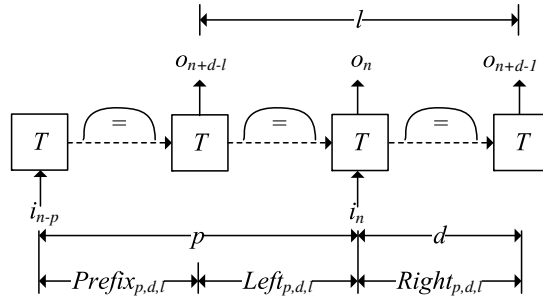 l
o_{n+d-l} o_n o_{n+d-1}
= = =
T T T T
i_{n-p} i_n
p d
Prefix_{p,d,l} Left_{p,d,l} Right_{p,d,l}